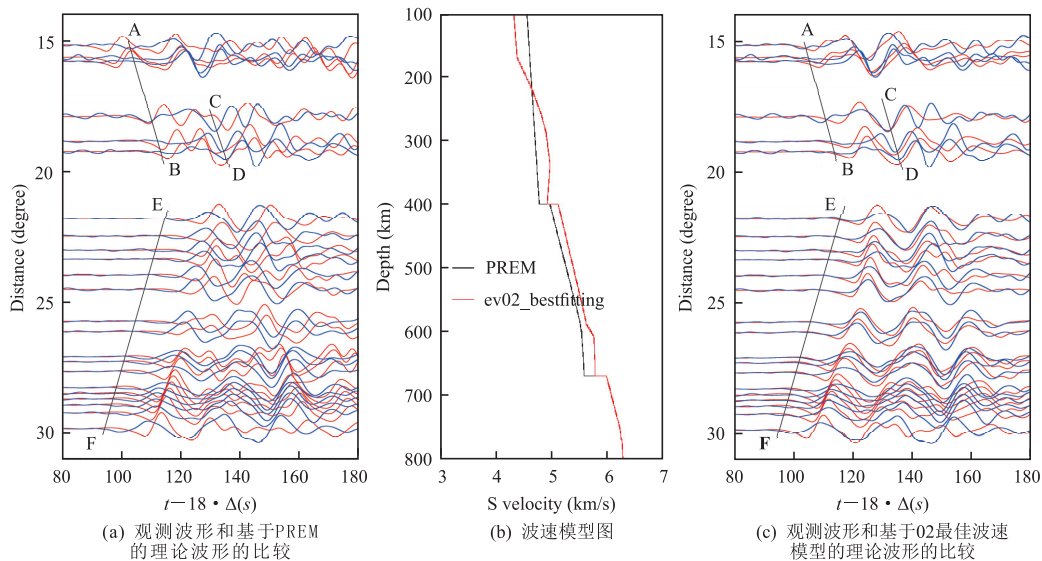 15
20
25
30
Distance (degree)
A
B
C
D
E
F
80 100 120 140 160 180
t—18 • Δ(s)
(a) 观测波形和基于PREM
的理论波形的比较
100
200
300
400
500
600
700
800
Depth (km)
PREM
ev02_bestfitting
3 4 5 6 7
S velocity (km/s)
(b) 波速模型图
15
20
25
30
Distance (degree)
A
B
C
D
E
F
80 100 120 140 160 180
t—18 • Δ(s)
(c) 观测波形和基于02最佳波速
模型的理论波形的比较